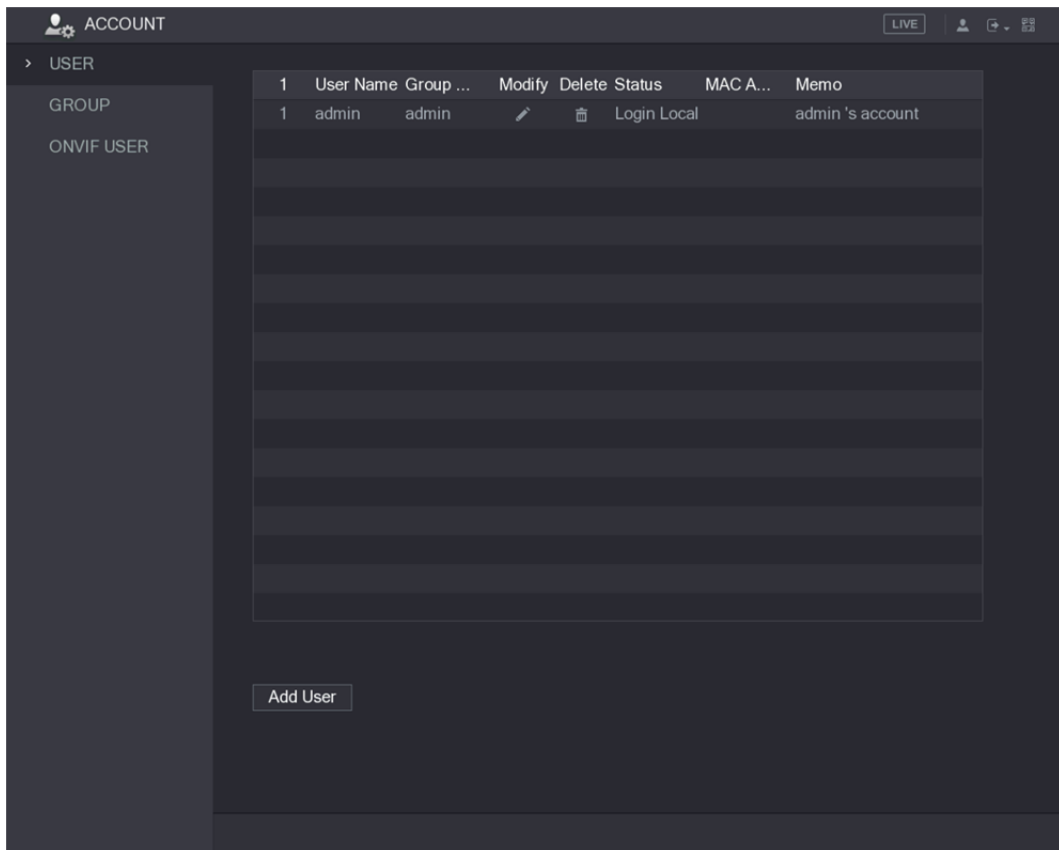 ACCOUNT LIVE
USER
GROUP
ONVIF USER
1 User Name Group ... Modify Delete Status MAC A... Memo
1 admin admin Login Local admin 's account
Add User